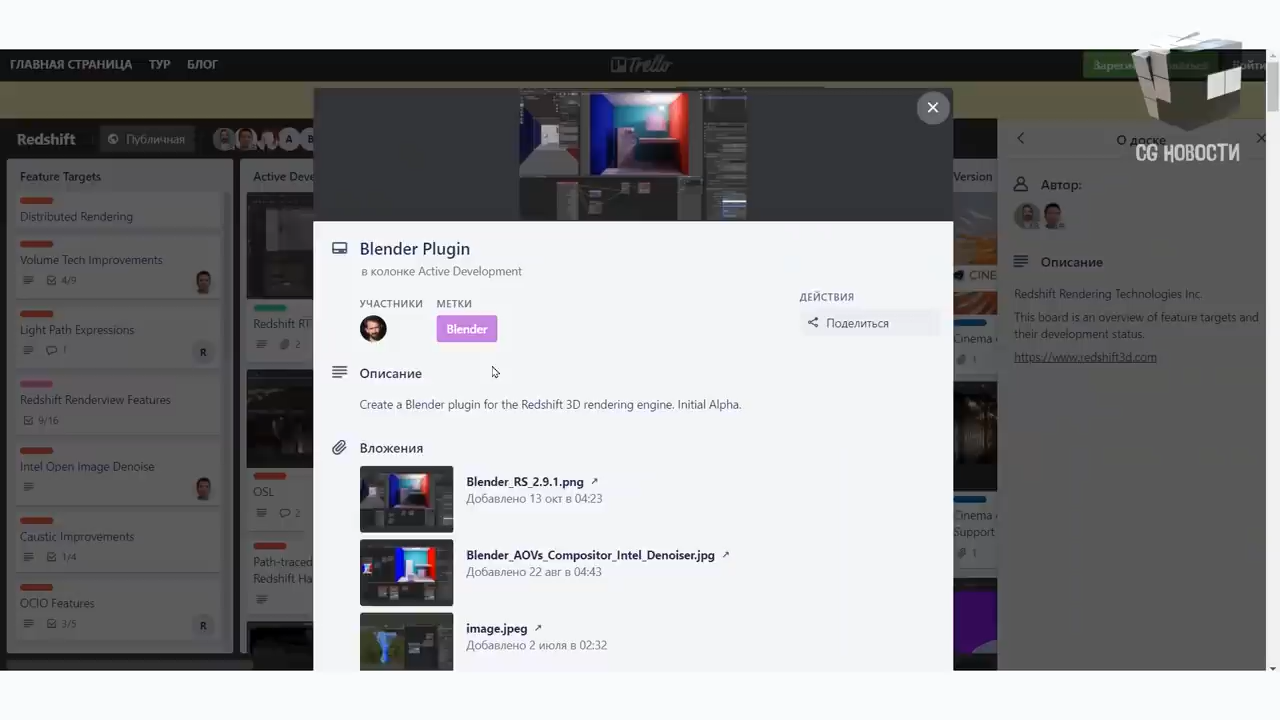 ГЛАВНАЯ СТРАНИЦА ТУР БЛОГ
Trello
Войти
CG НОВОСТИ
Redshift
Публичная
Feature Targets
Distributed Rendering
Volume Tech Improvements
4/9
Light Path Expressions
1
R
Redshift Renderview Features
9/16
Intel Open Image Denoise
Caustic Improvements
1/4
OCIO Features
3/5
R
Active Deve
Redshift RT
2
OSL
2
Path-traced
Redshift Ha
Blender Plugin
в колонке Active Development
УЧАСТНИКИ
МЕТКИ
Blender
ДЕЙСТВИЯ
Поделиться
Описание
Create a Blender plugin for the Redshift 3D rendering engine. Initial Alpha.
Вложения
Blender_RS_2.9.1.png
Добавлено 13 окт в 04:23
Blender_AOVs_Compositor_Intel_Denoiser.jpg
Добавлено 22 авг в 04:43
image.jpeg
Добавлено 2 июля в 02:32
Version
CINE
Cinema
1
Cinema
Support
1
О доске
Автор:
Описание
Redshift Rendering Technologies Inc.
This board is an overview of feature targets and
their development status.
https://www.redshift3d.com